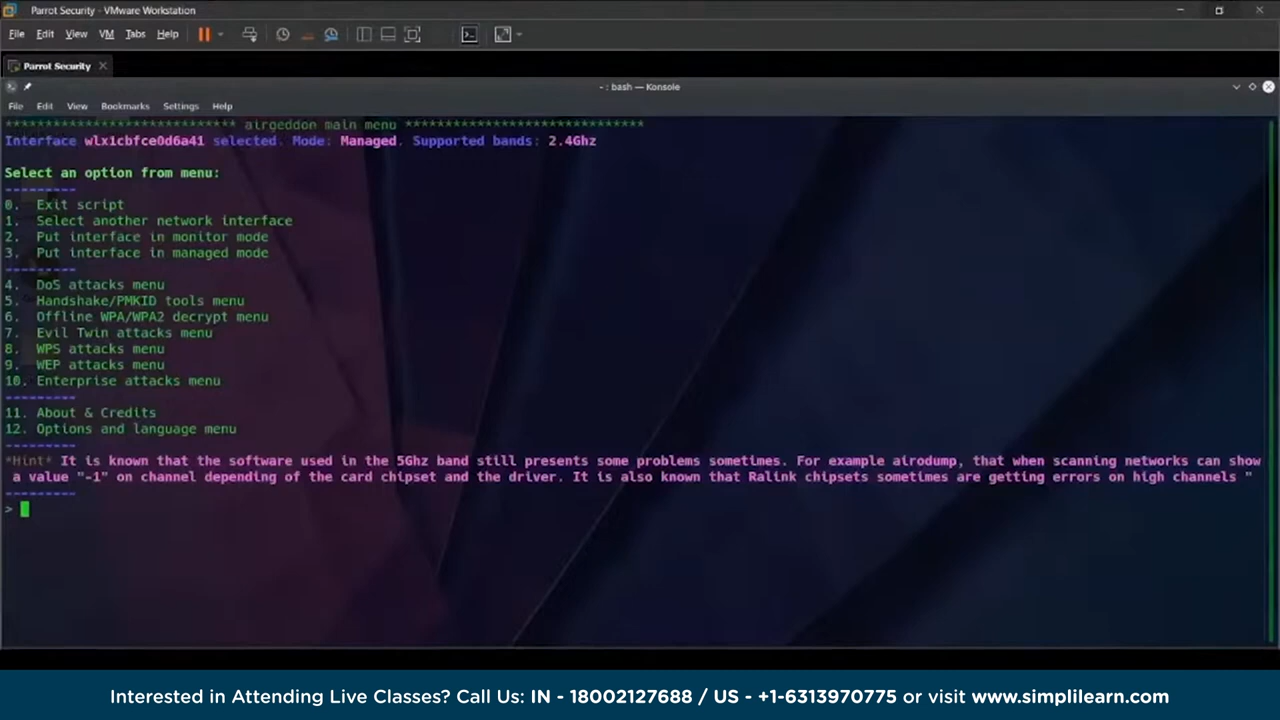 Parrot Security - VMware Workstation
File Edit View VM Tabs Help
Parrot Security
~ : bash — Konsole
File Edit View Bookmarks Settings Help
**************************** airgeddon main menu *****************************
Interface wlx1cbfce0d6a41 selected. Mode: Managed. Supported bands: 2.4Ghz
Select an option from menu:
---------
0. Exit script
1. Select another network interface
2. Put interface in monitor mode
3. Put interface in managed mode
---------
4. DoS attacks menu
5. Handshake/PMKID tools menu
6. Offline WPA/WPA2 decrypt menu
7. Evil Twin attacks menu
8. WPS attacks menu
9. WEP attacks menu
10. Enterprise attacks menu
---------
11. About & Credits
12. Options and language menu
---------
*Hint* It is known that the software used in the 5Ghz band still presents some problems sometimes. For example airodump, that when scanning networks can show
a value "-1" on channel depending of the card chipset and the driver. It is also known that Ralink chipsets sometimes are getting errors on high channels "
---------
>
Interested in Attending Live Classes? Call Us: IN - 18002127688 / US - +1-6313970775 or visit www.simplilearn.com